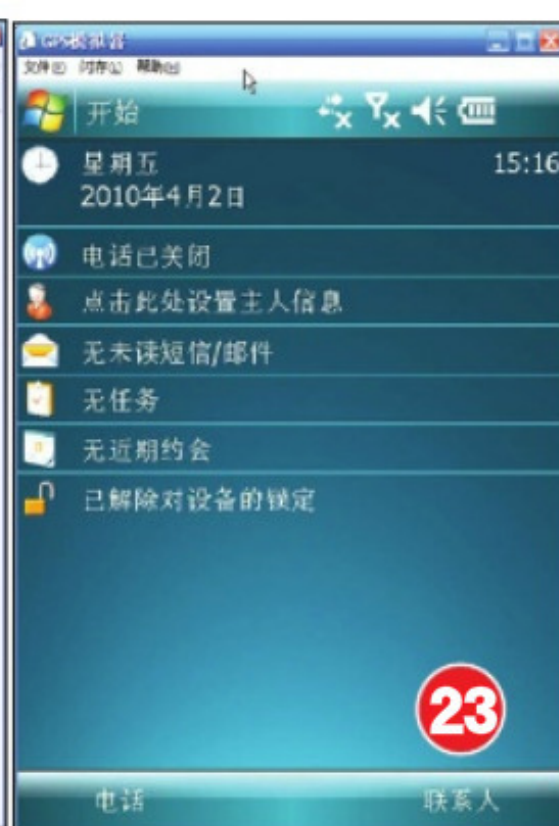 GPS模拟器
文件(F) 闪存(L) 帮助(H)
开始
星期五 15:16
2010年4月2日
电话已关闭
点击此处设置主人信息
无未读短信/邮件
无任务
无近期约会
已解除对设备的锁定
23
电话 联系人